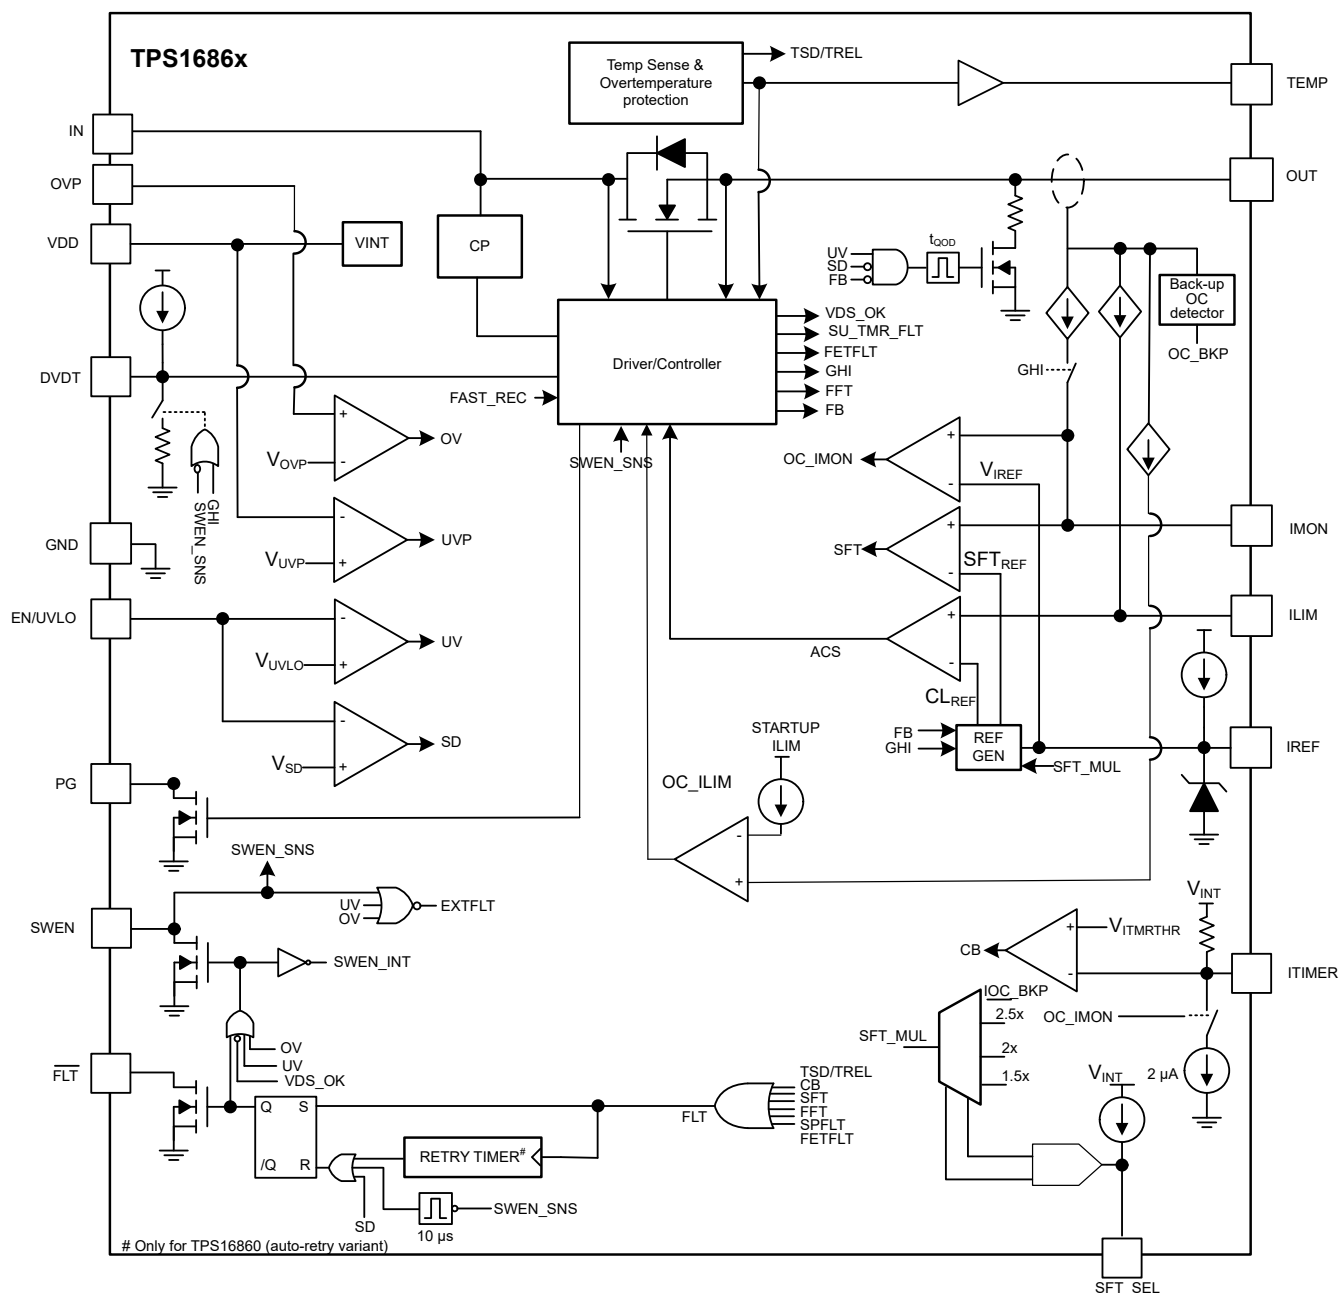 TPS1686x
Temp Sense &
Overtemperature
protection
TSD/TREL
TEMP
IN
OVP
OUT
VDD
VINT
CP
UV
SD
FB
tQOD
Back-up
OC
detector
OC_BKP
DVDT
Driver/Controller
VDS_OK
SU_TMR_FLT
FETFLT
GHI
FFT
FB
FAST_REC
SWEN_SNS
GHI
+
-
VOVP
OV
GHI
SWEN_SNS
OC_IMON
+
-
VIREF
GND
-
+
VUVP
UVP
SFT
+
-
SFTREF
IMON
EN/UVLO
-
+
VUVLO
UV
ACS
+
-
CLREF
ILIM
-
+
VSD
SD
STARTUP
ILIM
FB
GHI
REF
GEN
SFT_MUL
IREF
PG
OC_ILIM
-
+
SWEN_SNS
UV
OV
EXTFLT
SWEN
SWEN_INT
VINT
CB
+
-
VITMRTHR
ITIMER
IOC_BKP
2.5x
2x
1.5x
SFT_MUL
OC_IMON
2 µA
OV
UV
VDS_OK
FLT
Q
S
/Q
R
FLT
TSD/TREL
CB
SFT
FFT
SPFLT
FETFLT
VINT
RETRY TIMER#
SD
10 µs
SWEN_SNS
# Only for TPS16860 (auto-retry variant)
SFT_SEL